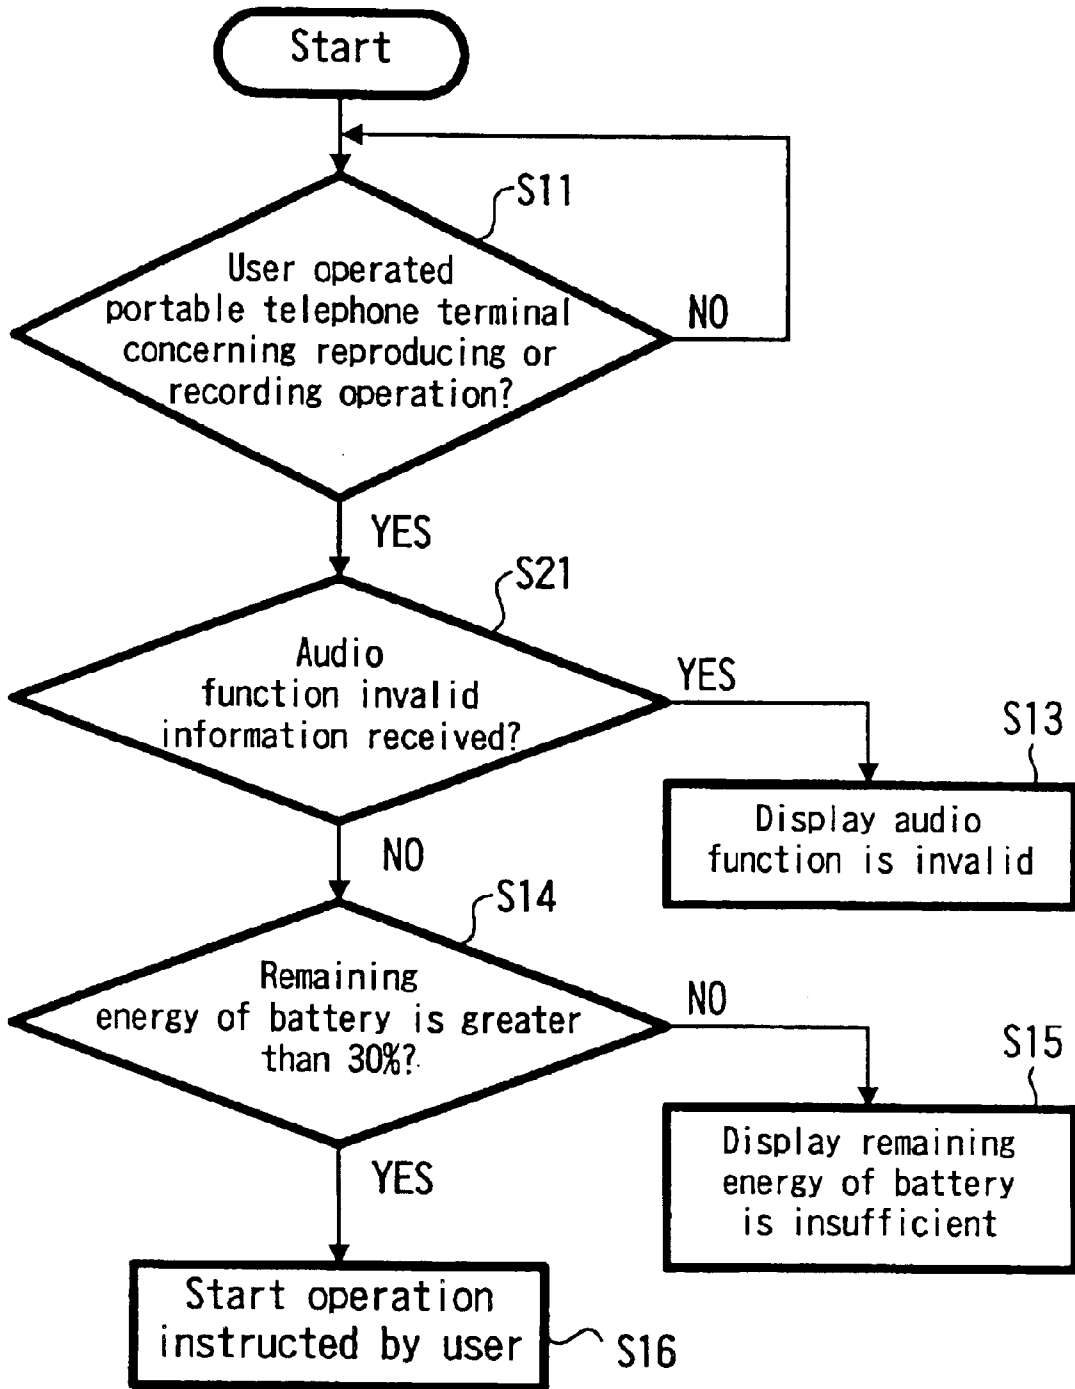 Start
S11
User operated
portable telephone terminal
concerning reproducing or
recording operation?
NO
YES
S21
Audio
function invalid
information received?
YES
S13
Display audio
function is invalid
NO
S14
Remaining
energy of battery is greater
than 30%?
NO
S15
Display remaining
energy of battery
is insufficient
YES
Start operation
instructed by user
S16